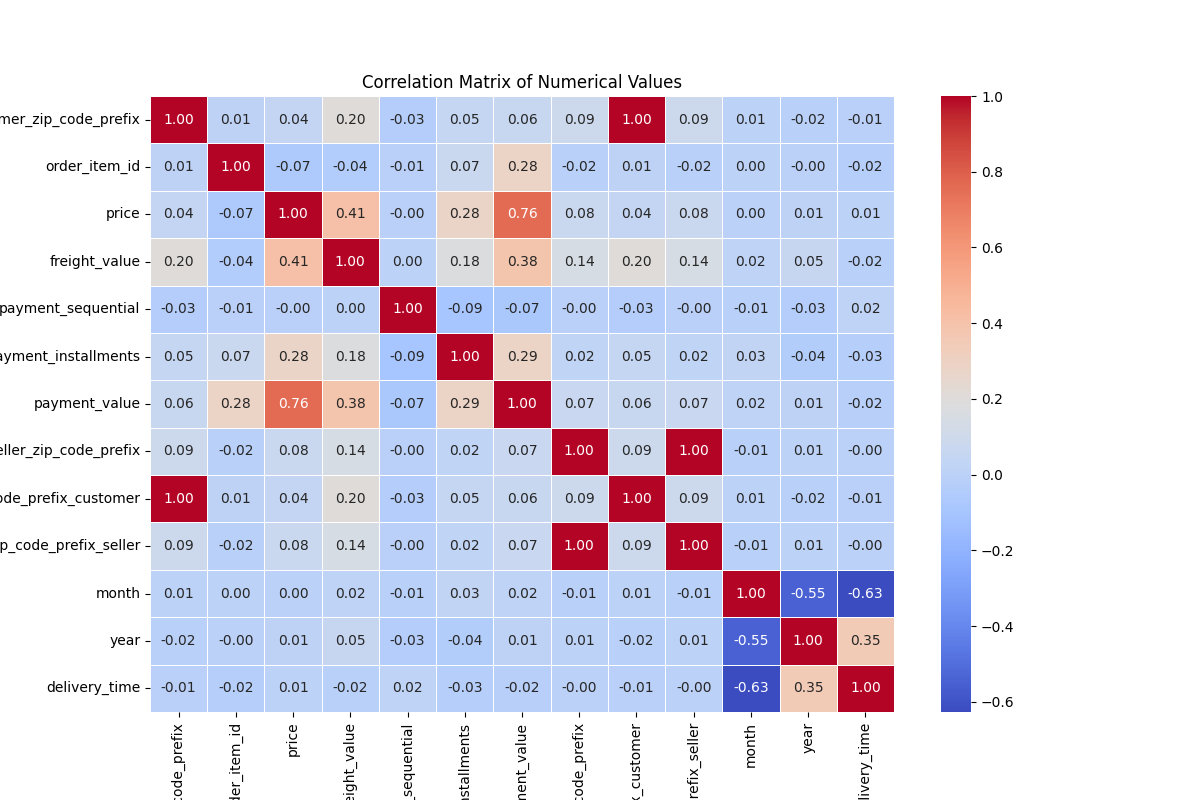 Correlation Matrix of Numerical Values
mer_zip_code_prefix 1.00 0.01 0.04 0.20 -0.03 0.05 0.06 0.09 1.00 0.09 0.01 -0.02 -0.01
order_item_id 0.01 1.00 -0.07 -0.04 -0.01 0.07 0.28 -0.02 0.01 -0.02 0.00 -0.00 -0.02
price 0.04 -0.07 1.00 0.41 -0.00 0.28 0.76 0.08 0.04 0.08 0.00 0.01 0.01
freight_value 0.20 -0.04 0.41 1.00 0.00 0.18 0.38 0.14 0.20 0.14 0.02 0.05 -0.02
payment_sequential -0.03 -0.01 -0.00 0.00 1.00 -0.09 -0.07 -0.00 -0.03 -0.00 -0.01 -0.03 0.02
ayment_installments 0.05 0.07 0.28 0.18 -0.09 1.00 0.29 0.02 0.05 0.02 0.03 -0.04 -0.03
payment_value 0.06 0.28 0.76 0.38 -0.07 0.29 1.00 0.07 0.06 0.07 0.02 0.01 -0.02
eller_zip_code_prefix 0.09 -0.02 0.08 0.14 -0.00 0.02 0.07 1.00 0.09 1.00 -0.01 0.01 -0.00
ode_prefix_customer 1.00 0.01 0.04 0.20 -0.03 0.05 0.06 0.09 1.00 0.09 0.01 -0.02 -0.01
p_code_prefix_seller 0.09 -0.02 0.08 0.14 -0.00 0.02 0.07 1.00 0.09 1.00 -0.01 0.01 -0.00
month 0.01 0.00 0.00 0.02 -0.01 0.03 0.02 -0.01 0.01 -0.01 1.00 -0.55 -0.63
year -0.02 -0.00 0.01 0.05 -0.03 -0.04 0.01 0.01 -0.02 0.01 -0.55 1.00 0.35
delivery_time -0.01 -0.02 0.01 -0.02 0.02 -0.03 -0.02 -0.00 -0.01 -0.00 -0.63 0.35 1.00
code_prefix
der_item_id
price
eight_value
_sequential
nstallments
ment_value
code_prefix
x_customer
refix_seller
month
year
livery_time
1.0
0.8
0.6
0.4
0.2
0.0
−0.2
−0.4
−0.6